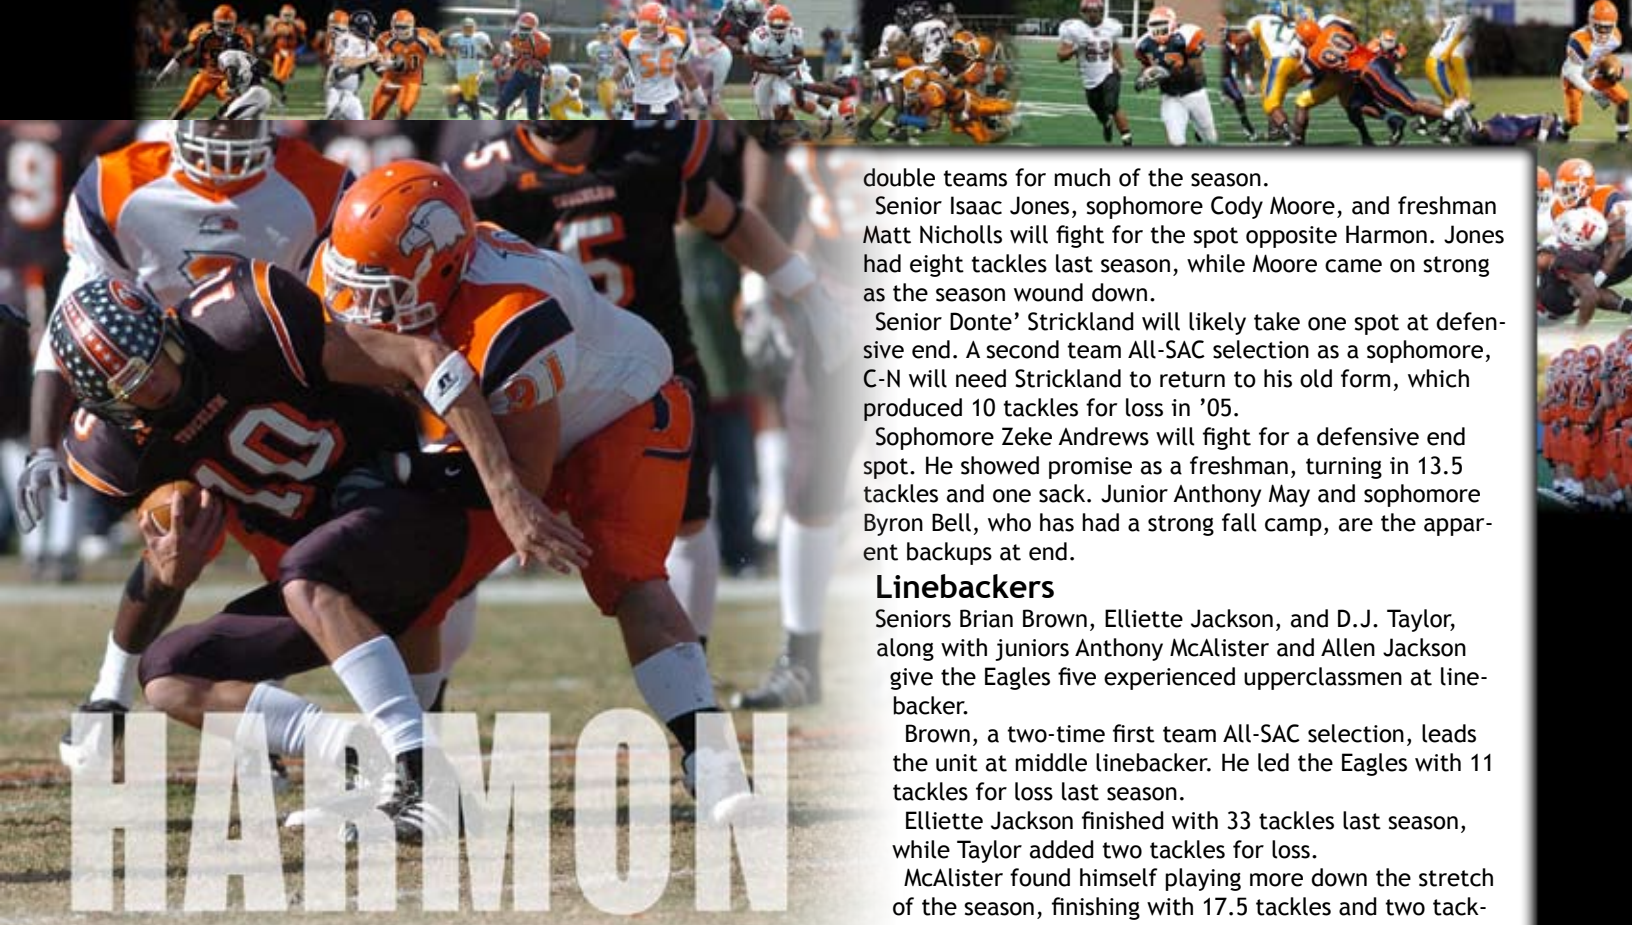 double teams for much of the season.
Senior Isaac Jones, sophomore Cody Moore, and freshman
Matt Nicholls will fight for the spot opposite Harmon. Jones
had eight tackles last season, while Moore came on strong
as the season wound down.
Senior Donte’ Strickland will likely take one spot at defen-
sive end. A second team All-SAC selection as a sophomore,
C-N will need Strickland to return to his old form, which
produced 10 tackles for loss in ’05.
Sophomore Zeke Andrews will fight for a defensive end
spot. He showed promise as a freshman, turning in 13.5
tackles and one sack. Junior Anthony May and sophomore
Byron Bell, who has had a strong fall camp, are the appar-
ent backups at end.
Linebackers
Seniors Brian Brown, Elliette Jackson, and D.J. Taylor,
along with juniors Anthony McAlister and Allen Jackson
give the Eagles five experienced upperclassmen at line-
backer.
Brown, a two-time first team All-SAC selection, leads
the unit at middle linebacker. He led the Eagles with 11
tackles for loss last season.
Elliette Jackson finished with 33 tackles last season,
while Taylor added two tackles for loss.
McAlister found himself playing more down the stretch
of the season, finishing with 17.5 tackles and two tack-
HARMON
10
91
5
9